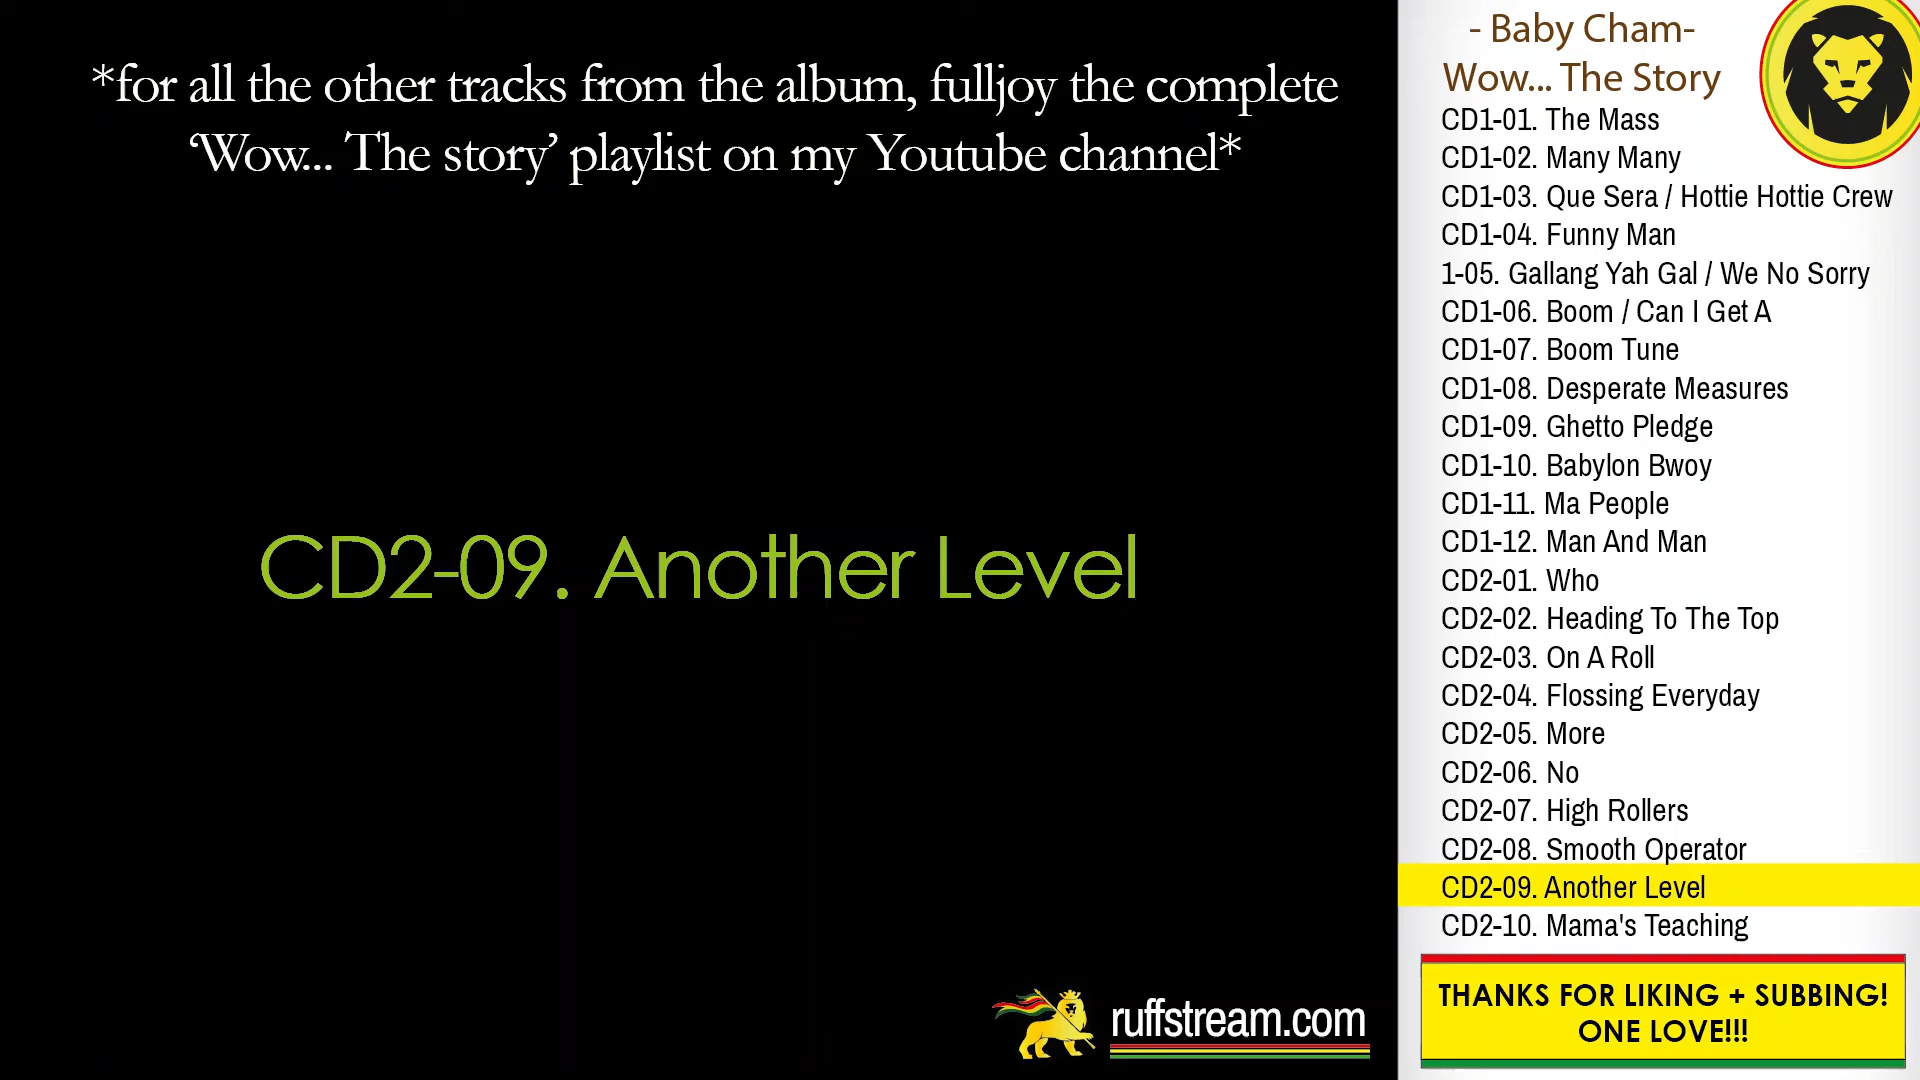 *for all the other tracks from the album, fulljoy the complete
‘Wow... The story’ playlist on my Youtube channel*
CD2-09. Another Level
ruffstream.com
- Baby Cham-
Wow... The Story
CD1-01. The Mass
CD1-02. Many Many
CD1-03. Que Sera / Hottie Hottie Crew
CD1-04. Funny Man
1-05. Gallang Yah Gal / We No Sorry
CD1-06. Boom / Can I Get A
CD1-07. Boom Tune
CD1-08. Desperate Measures
CD1-09. Ghetto Pledge
CD1-10. Babylon Bwoy
CD1-11. Ma People
CD1-12. Man And Man
CD2-01. Who
CD2-02. Heading To The Top
CD2-03. On A Roll
CD2-04. Flossing Everyday
CD2-05. More
CD2-06. No
CD2-07. High Rollers
CD2-08. Smooth Operator
CD2-09. Another Level
CD2-10. Mama's Teaching
THANKS FOR LIKING + SUBBING!
ONE LOVE!!!